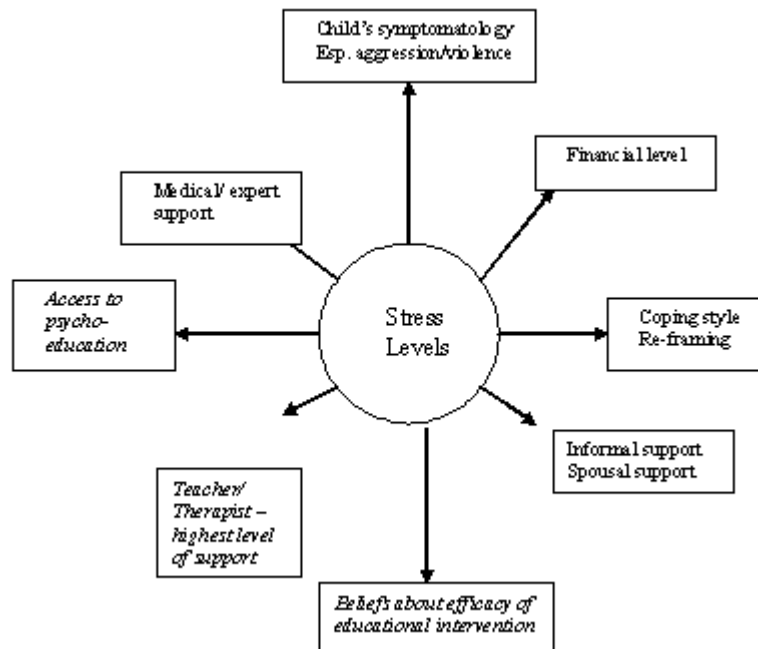 Child's symptomatology
Esp. aggression/violence
Financial level
Medical/ expert
support
Access to
psycho-
education
Stress
Levels
Coping style
Re-framing
Informal support
Spousal support
Teacher/
Therapist –
highest level
of support
Beliefs about efficacy of
educational intervention